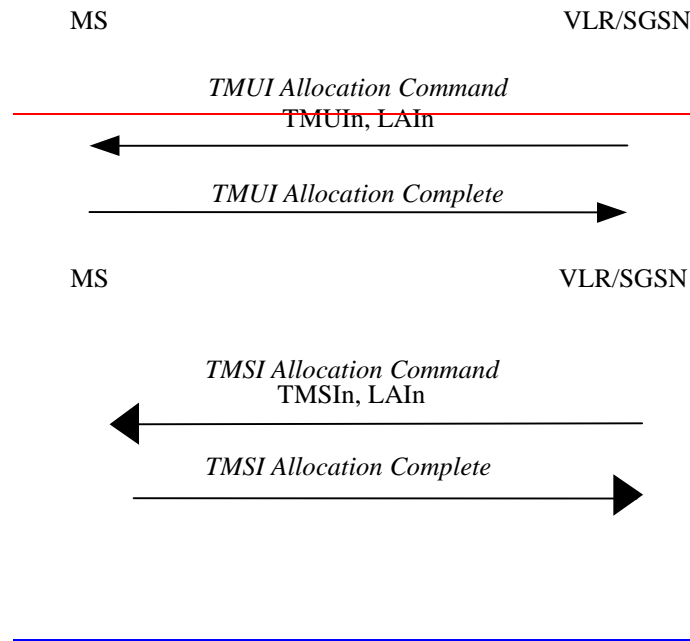 MS VLR/SGSN
TMUI Allocation Command
TMUIn, LAIn
TMUI Allocation Complete
MS VLR/SGSN
TMSI Allocation Command
TMSIn, LAIn
TMSI Allocation Complete